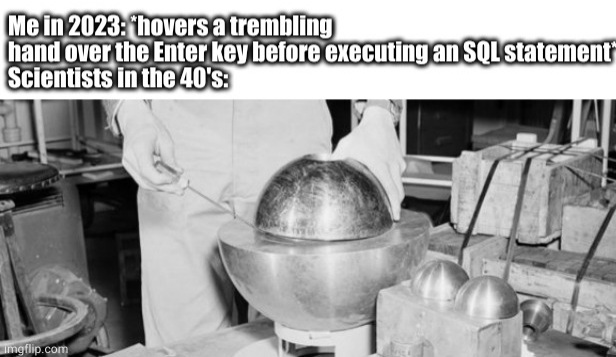 Me in 2023: *hovers a trembling
hand over the Enter key before executing an SQL statement*
Scientists in the 40's:
imgflip.com